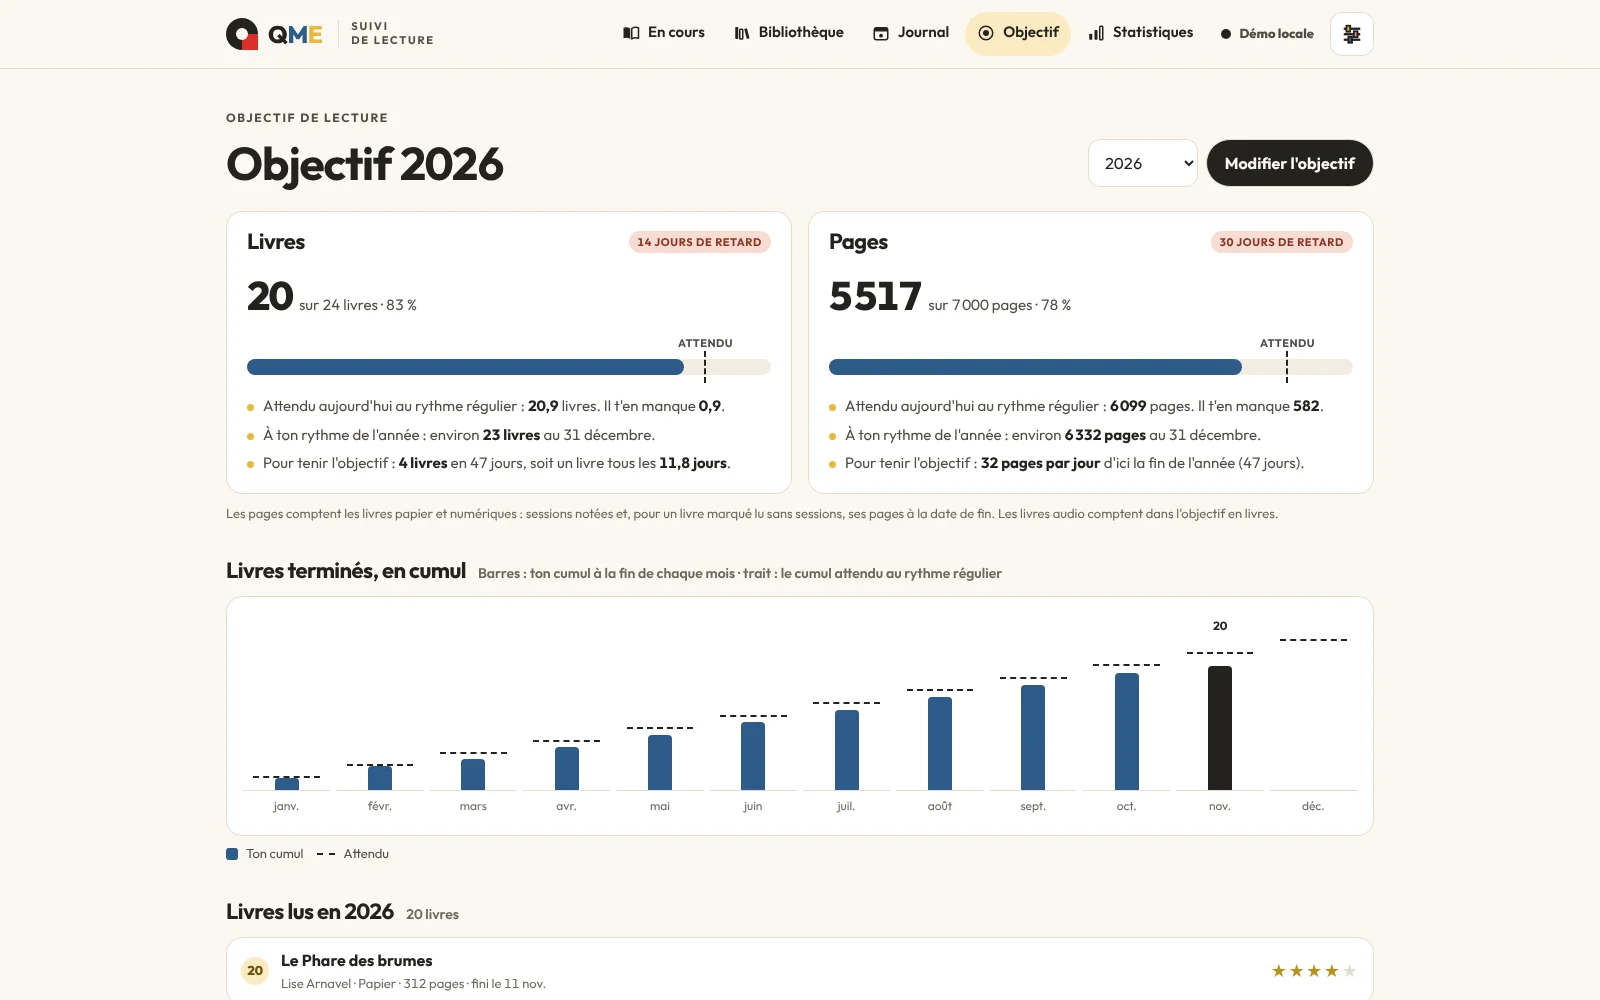 QME
SUIVI
DE LECTURE
En cours
Bibliothèque
Journal
Objectif
Statistiques
Démo locale
OBJECTIF DE LECTURE
Objectif 2026
2026
Modifier l'objectif
Livres
14 JOURS DE RETARD
20 sur 24 livres · 83 %
ATTENDU
Attendu aujourd'hui au rythme régulier : 20,9 livres. Il t'en manque 0,9.
À ton rythme de l'année : environ 23 livres au 31 décembre.
Pour tenir l'objectif : 4 livres en 47 jours, soit un livre tous les 11,8 jours.
Pages
30 JOURS DE RETARD
5 517 sur 7 000 pages · 78 %
ATTENDU
Attendu aujourd'hui au rythme régulier : 6 099 pages. Il t'en manque 582.
À ton rythme de l'année : environ 6 332 pages au 31 décembre.
Pour tenir l'objectif : 32 pages par jour d'ici la fin de l'année (47 jours).
Les pages comptent les livres papier et numériques : sessions notées et, pour un livre marqué lu sans sessions, ses pages à la date de fin. Les livres audio comptent dans l'objectif en livres.
Livres terminés, en cumul
Barres : ton cumul à la fin de chaque mois · trait : le cumul attendu au rythme régulier
20
janv.
févr.
mars
avr.
mai
juin
juil.
août
sept.
oct.
nov.
déc.
Ton cumul
Attendu
Livres lus en 2026
20 livres
20
Le Phare des brumes
Lise Arnavel · Papier · 312 pages · fini le 11 nov.